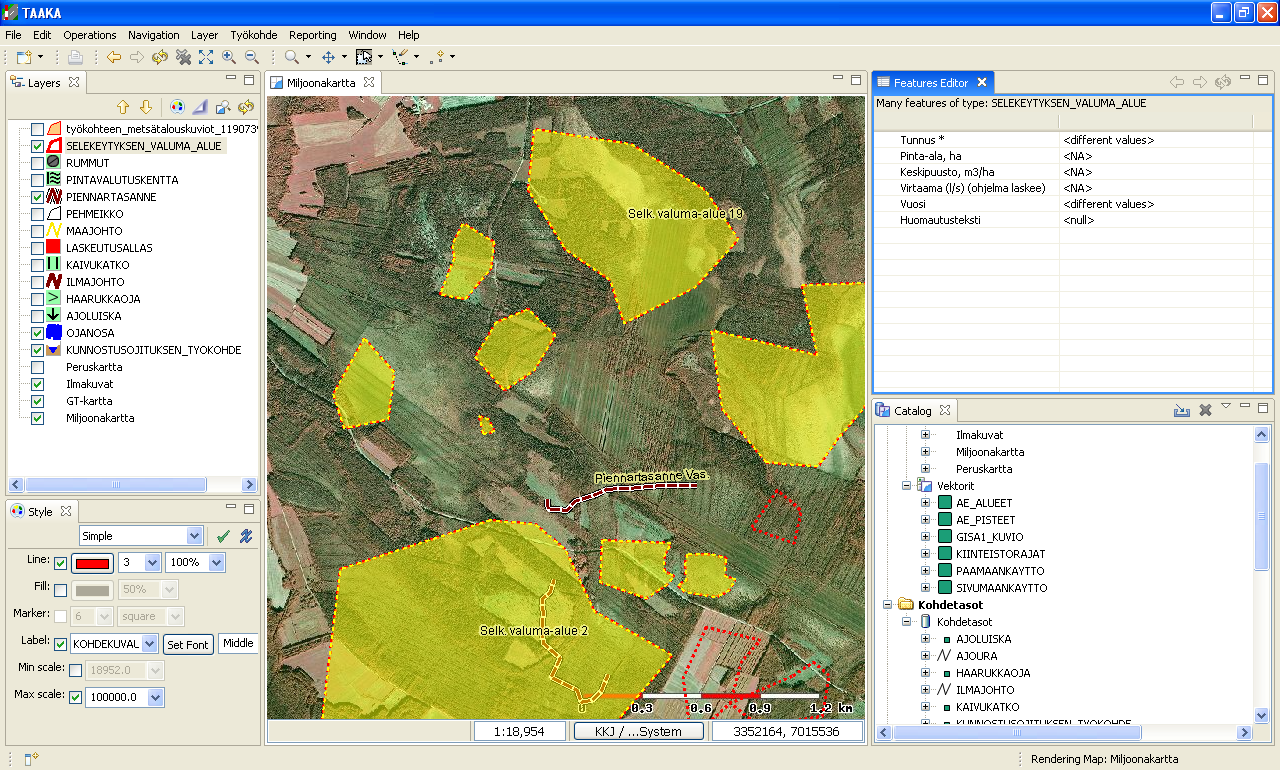 TAAKA
File Edit Operations Navigation Layer Työkohde Reporting Window Help
Layers
työkohteen_metsätalouskuviot_119073
SELEKEYTYKSEN_VALUMA_ALUE
RUMMUT
PINTAVALUTUSKENTTA
PIENNARTASANNE
PEHMEIKKO
MAAJOHTO
LASKEUTUSALLAS
KAIVUKATKO
ILMAJOHTO
HAARUKKAOJA
AJOLUISKA
OJANOSA
KUNNOSTUSOJITUKSEN_TYOKOHDE
Peruskartta
Ilmakuvat
GT-kartta
Miljoonakartta
Style
Simple
Line: 3 100%
Fill: 50%
Marker: 6 square
Label: KOHDEKUVAL Set Font Middle
Min scale: 18952.0
Max scale: 100000.0
Miljoonakartta
Selk. valuma-alue 19
Piennartasanne Vas.
Selk. valuma-alue 2
0 0.3 0.6 0.9 1.2 km
1:18,954 KKJ / ...System 3352164, 7015536
Features Editor
Many features of type: SELEKEYTYKSEN_VALUMA_ALUE
Tunnus * <different values>
Pinta-ala, ha <NA>
Keskipuusto, m3/ha <NA>
Virtaama (l/s) (ohjelma laskee) <NA>
Vuosi <different values>
Huomautusteksti <null>
Catalog
Ilmakuvat
Miljoonakartta
Peruskartta
Vektorit
AE_ALUEET
AE_PISTEET
GISA1_KUVIO
KIINTEISTORAJAT
PAAMAANKAYTTO
SIVUMAANKAYTTO
Kohdetasot
Kohdetasot
AJOLUISKA
AJOURA
HAARUKKAOJA
ILMAJOHTO
KAIVUKATKO
KUNNOSTUSOJITUKSEN_TYOKOHDE
Rendering Map: Miljoonakartta